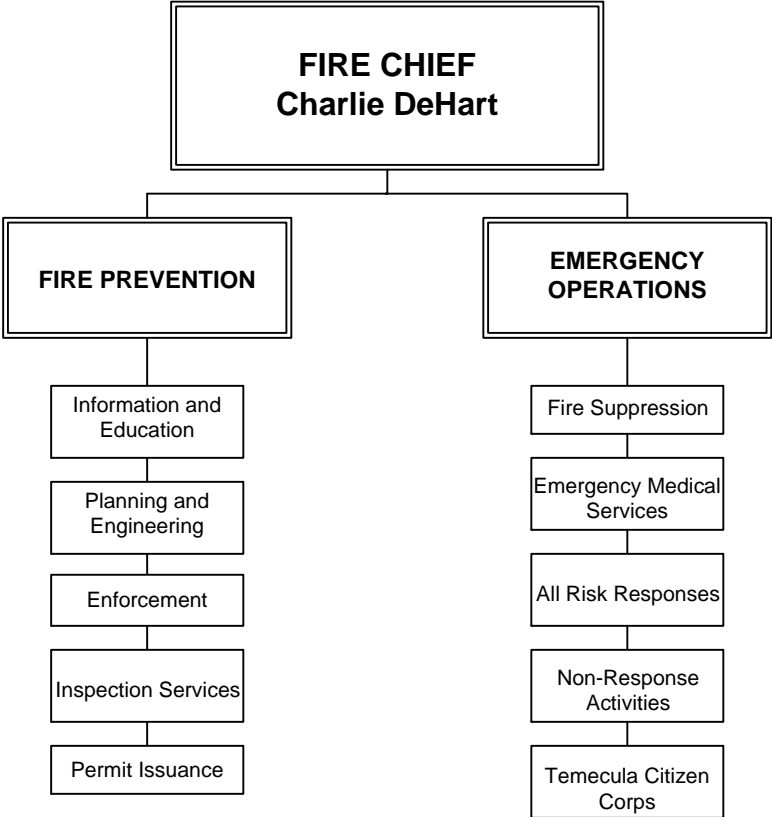 FIRE CHIEF
Charlie DeHart
FIRE PREVENTION
Information and
Education
Planning and
Engineering
Enforcement
Inspection Services
Permit Issuance
EMERGENCY
OPERATIONS
Fire Suppression
Emergency Medical
Services
All Risk Responses
Non-Response
Activities
Temecula Citizen
Corps